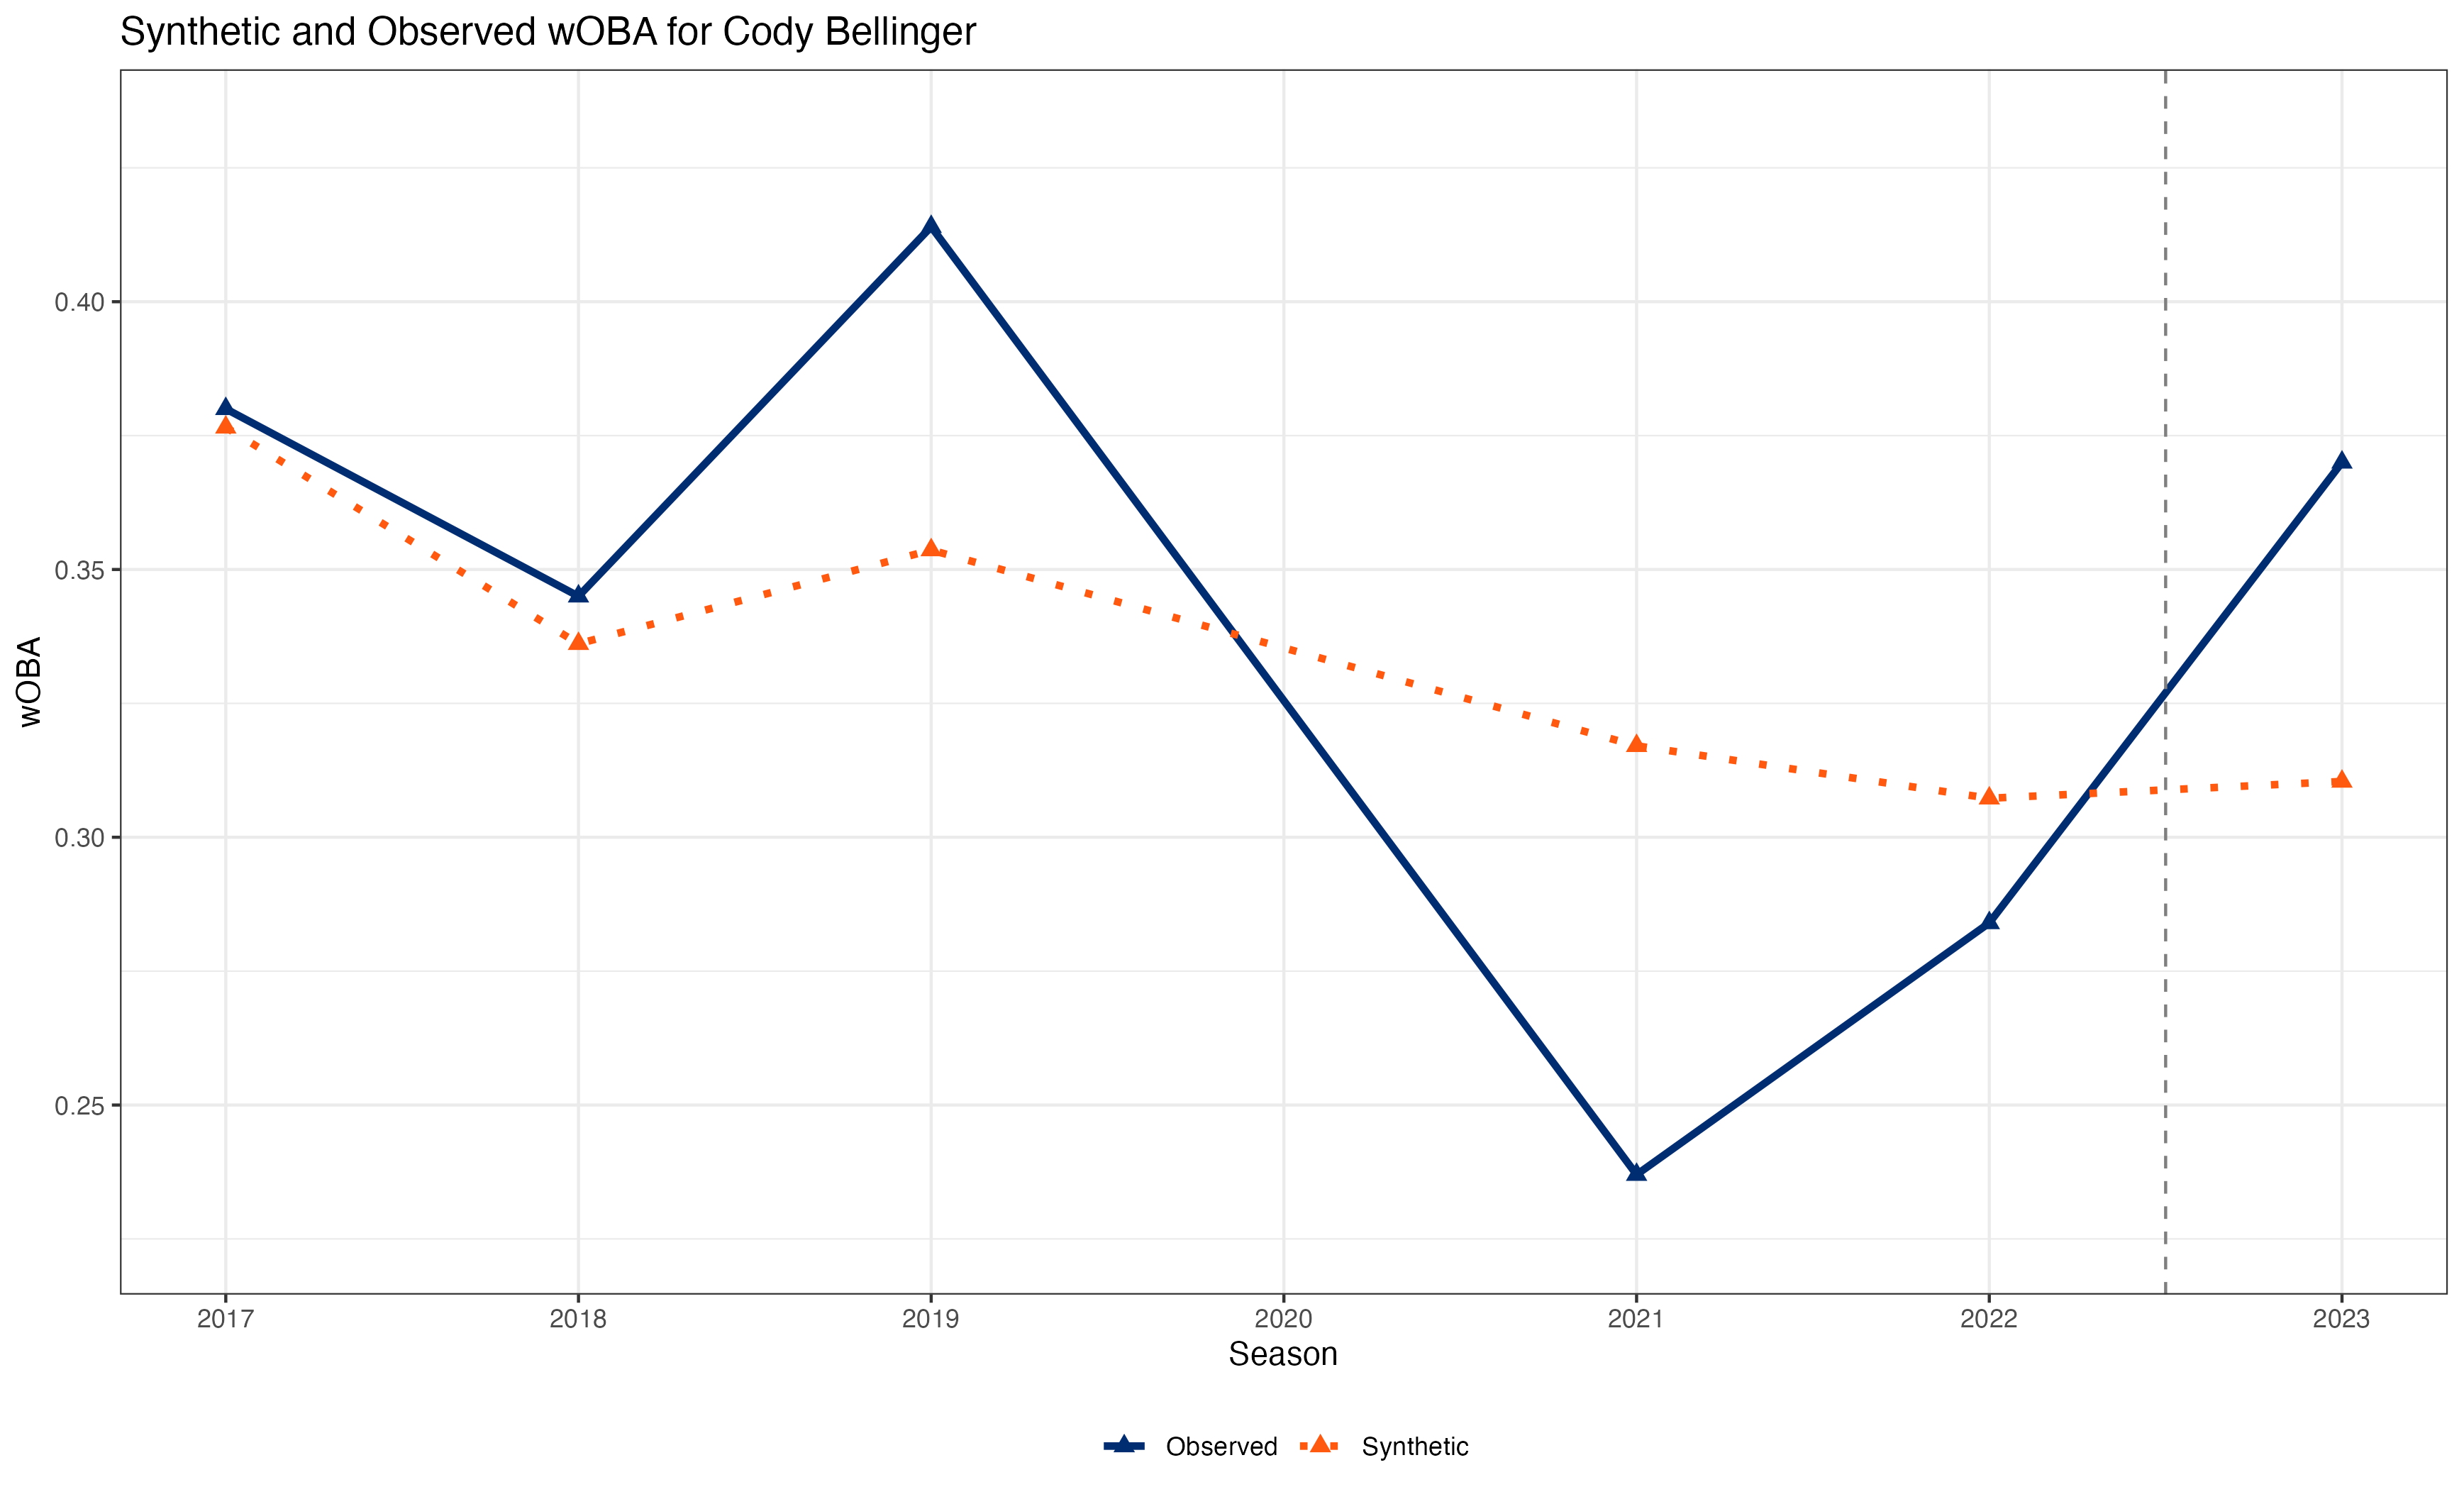 Synthetic and Observed wOBA for Cody Bellinger
wOBA
0.40
0.35
0.30
0.25
2017 2018 2019 2020 2021 2022 2023
Season
Observed Synthetic